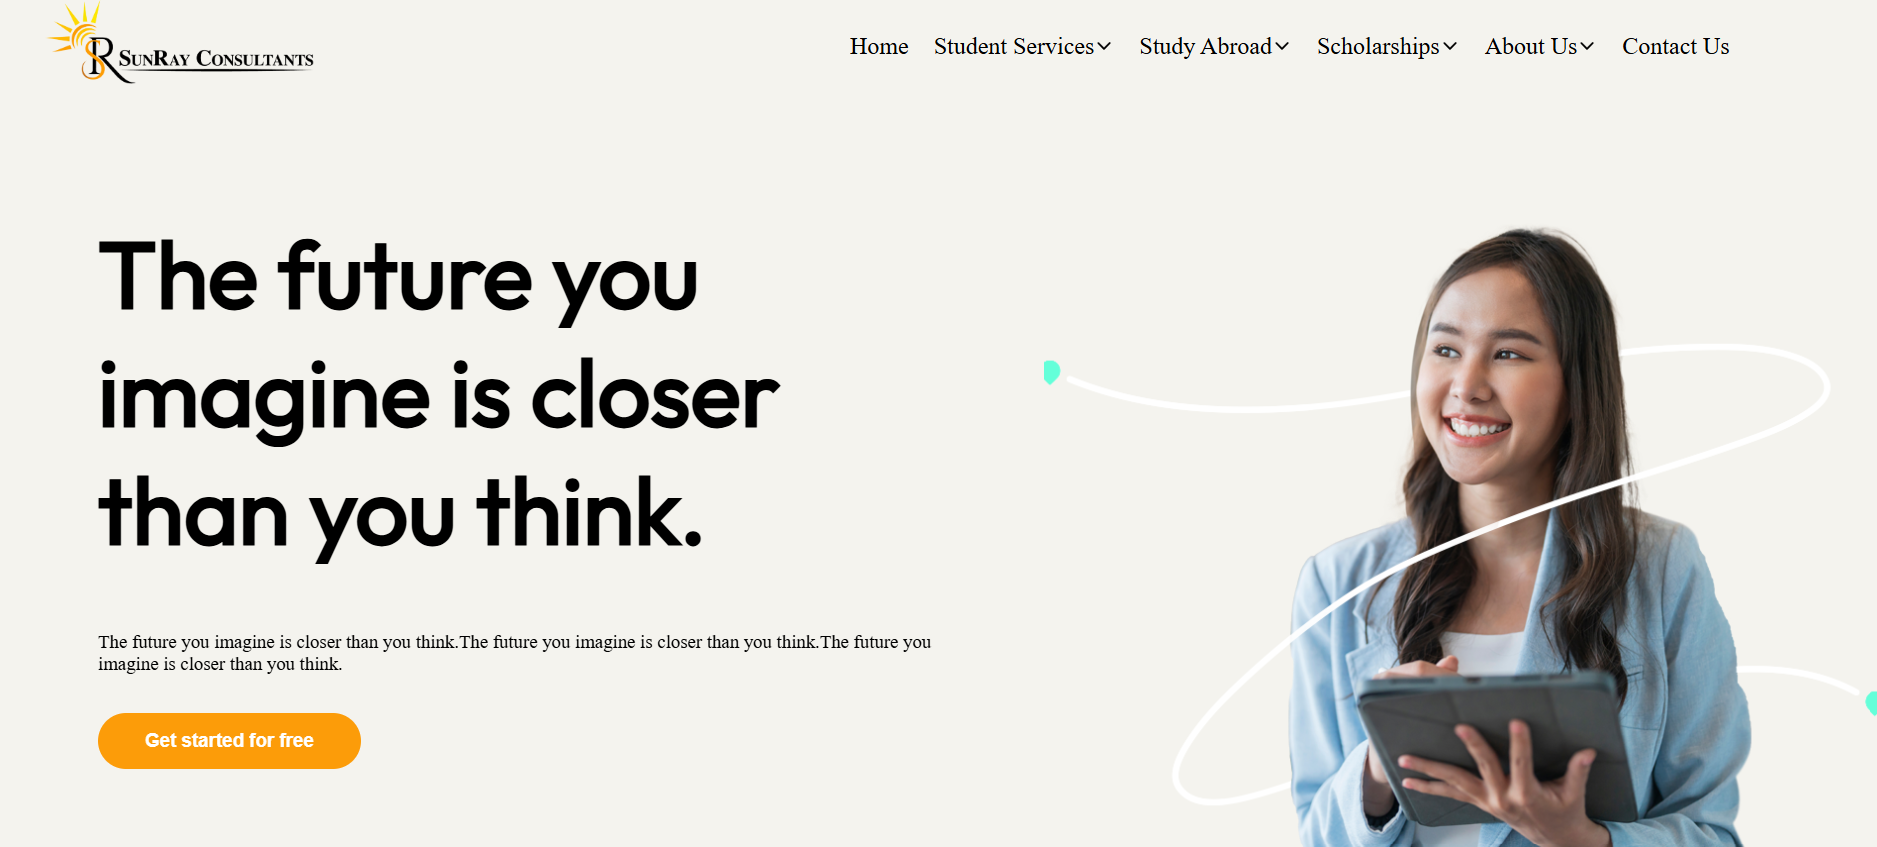 SR SunRay Consultants
Home Student Services Study Abroad Scholarships About Us Contact Us
The future you
imagine is closer
than you think.
The future you imagine is closer than you think.The future you imagine is closer than you think.The future you
imagine is closer than you think.
Get started for free